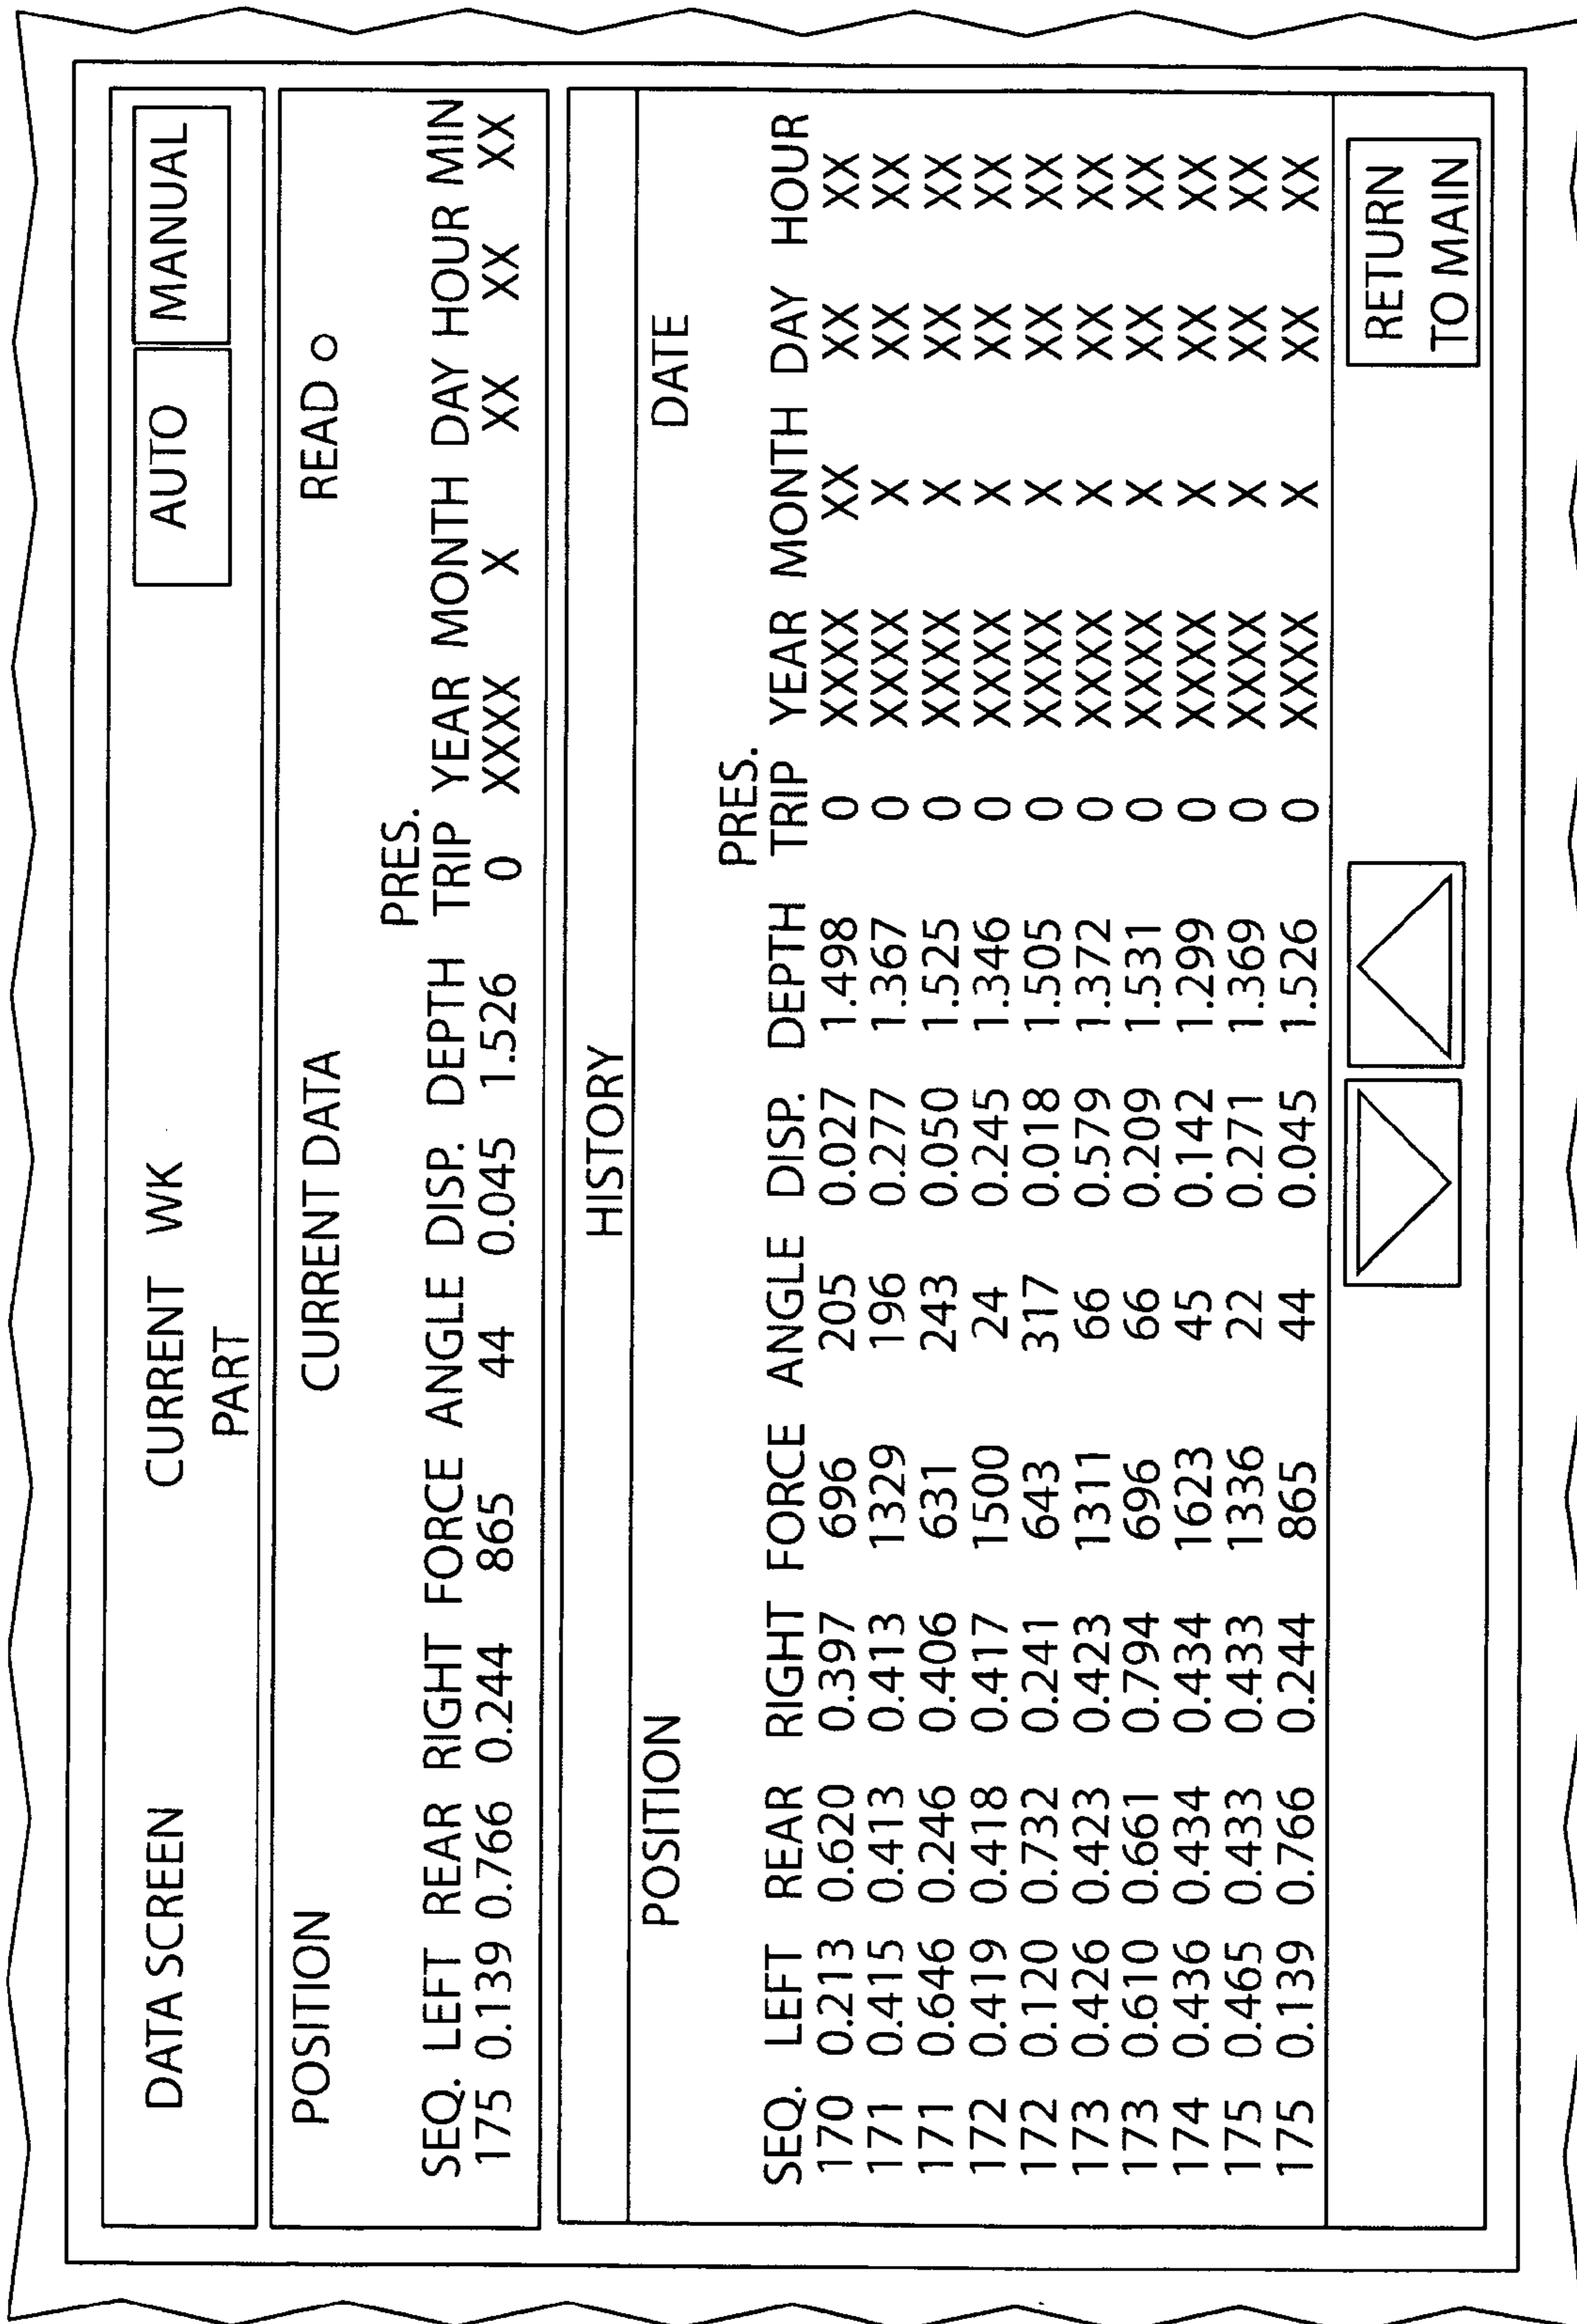 DATA SCREEN CURRENT WK AUTO MANUAL
PART
POSITION CURRENT DATA READ ○
PRES.
SEQ. LEFT REAR RIGHT FORCE ANGLE DISP. DEPTH TRIP YEAR MONTH DAY HOUR MIN
175 0.139 0.766 0.244 865 44 0.045 1.526 0 XXXX X XX XX XX
HISTORY
POSITION DATE
PRES.
SEQ. LEFT REAR RIGHT FORCE ANGLE DISP. DEPTH TRIP YEAR MONTH DAY HOUR
170 0.213 0.620 0.397 696 205 0.027 1.498 0 XXXX XX XX XX
171 0.415 0.413 0.413 1329 196 0.277 1.367 0 XXXX X XX XX
171 0.646 0.246 0.406 631 243 0.050 1.525 0 XXXX X XX XX
172 0.419 0.418 0.417 1500 24 0.245 1.346 0 XXXX X XX XX
172 0.120 0.732 0.241 643 317 0.018 1.505 0 XXXX X XX XX
173 0.426 0.423 0.423 1311 66 0.579 1.372 0 XXXX X XX XX
173 0.610 0.661 0.794 696 66 0.209 1.531 0 XXXX X XX XX
174 0.436 0.434 0.434 1623 45 0.142 1.299 0 XXXX X XX XX
175 0.465 0.433 0.433 1336 22 0.271 1.369 0 XXXX X XX XX
175 0.139 0.766 0.244 865 44 0.045 1.526 0 XXXX X XX XX
RETURN
TO MAIN